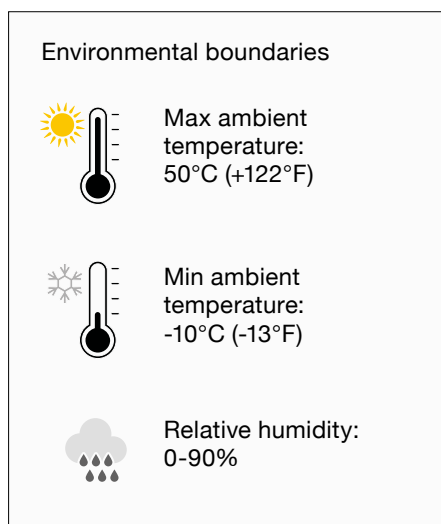 Environmental boundaries
Max ambient
temperature:
50°C (+122°F)
Min ambient
temperature:
-10°C (-13°F)
Relative humidity:
0-90%